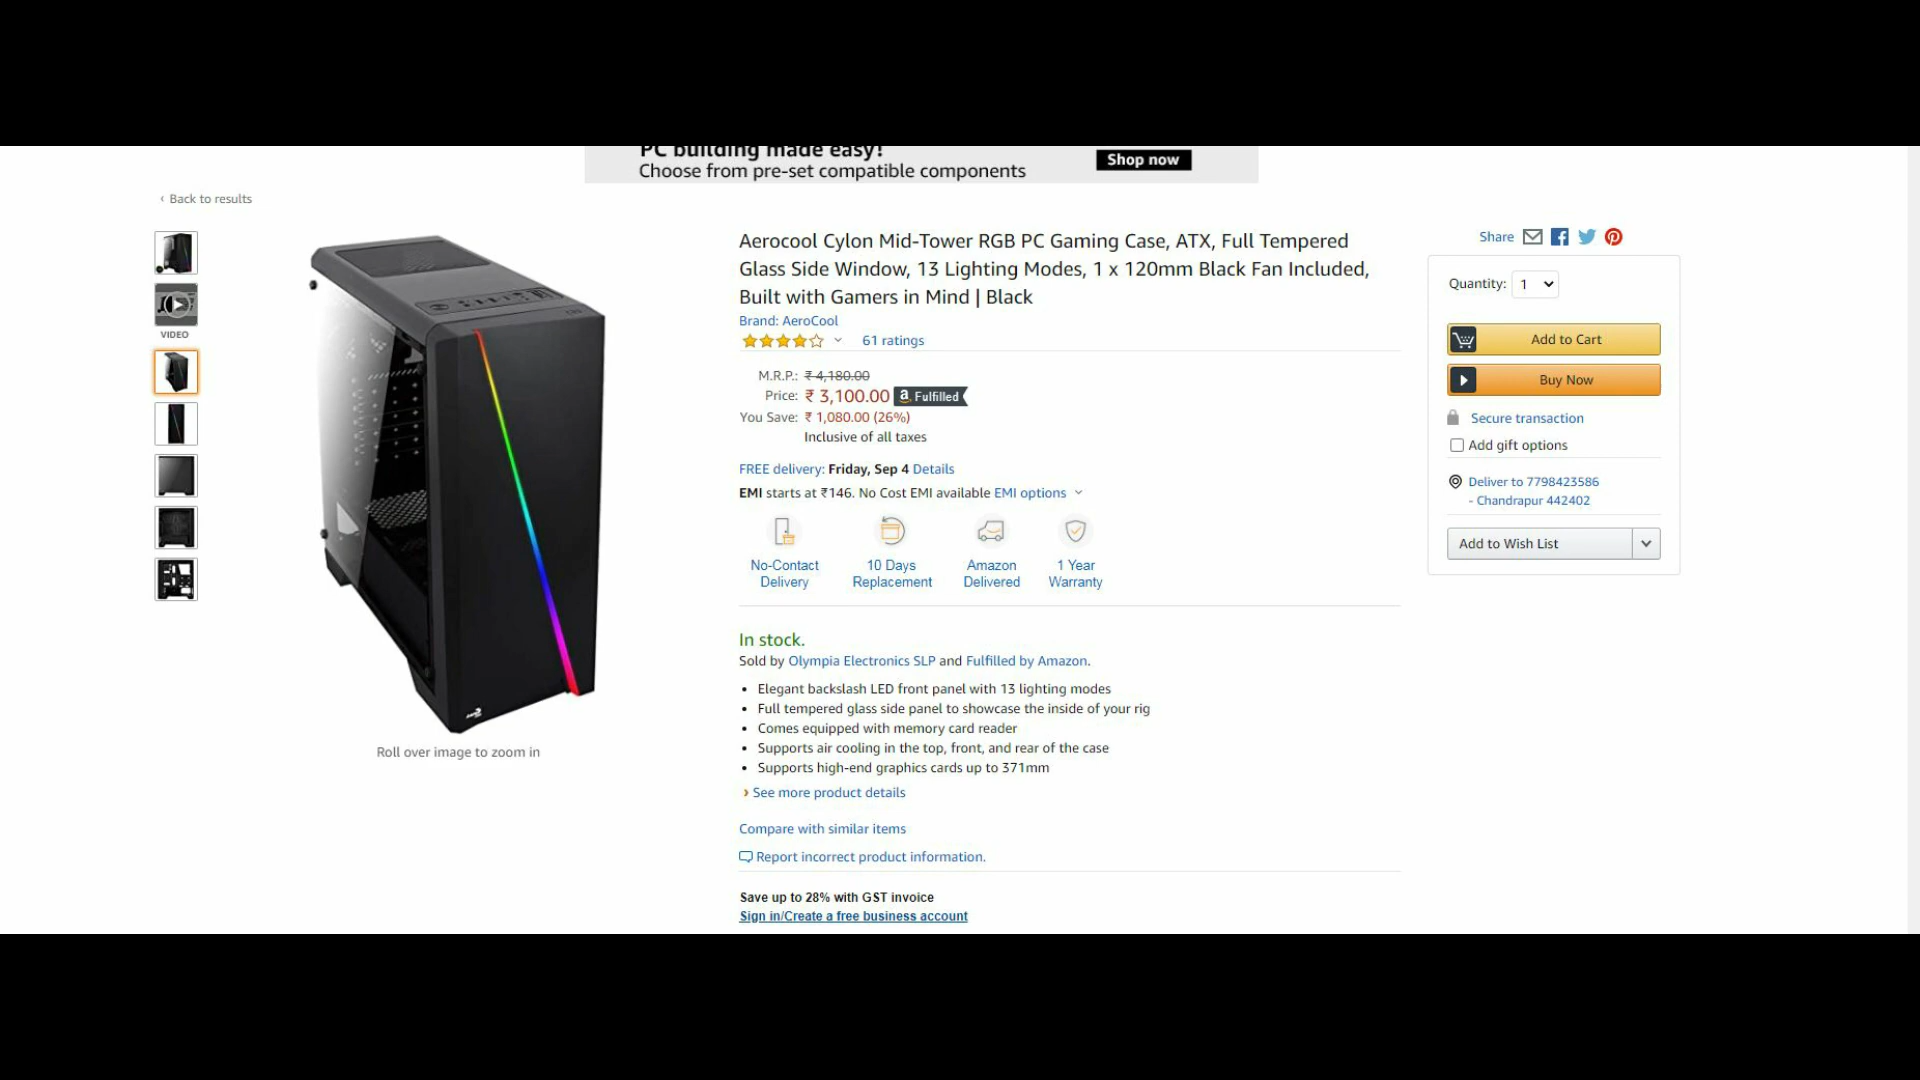 PC building made easy!
Choose from pre-set compatible components
Shop now
‹ Back to results
VIDEO
Roll over image to zoom in
Aerocool Cylon Mid-Tower RGB PC Gaming Case, ATX, Full Tempered
Glass Side Window, 13 Lighting Modes, 1 x 120mm Black Fan Included,
Built with Gamers in Mind | Black
Brand: AeroCool
61 ratings
M.R.P.: ₹ 4,180.00
Price: ₹ 3,100.00 a Fulfilled
You Save: ₹ 1,080.00 (26%)
Inclusive of all taxes
FREE delivery: Friday, Sep 4 Details
EMI starts at ₹146. No Cost EMI available EMI options
No-Contact
Delivery
10 Days
Replacement
Amazon
Delivered
1 Year
Warranty
In stock.
Sold by Olympia Electronics SLP and Fulfilled by Amazon.
• Elegant backslash LED front panel with 13 lighting modes
• Full tempered glass side panel to showcase the inside of your rig
• Comes equipped with memory card reader
• Supports air cooling in the top, front, and rear of the case
• Supports high-end graphics cards up to 371mm
› See more product details
Compare with similar items
Report incorrect product information.
Save up to 28% with GST invoice
Sign in/Create a free business account
Share
Quantity: 1
Add to Cart
Buy Now
Secure transaction
Add gift options
Deliver to 7798423586
- Chandrapur 442402
Add to Wish List